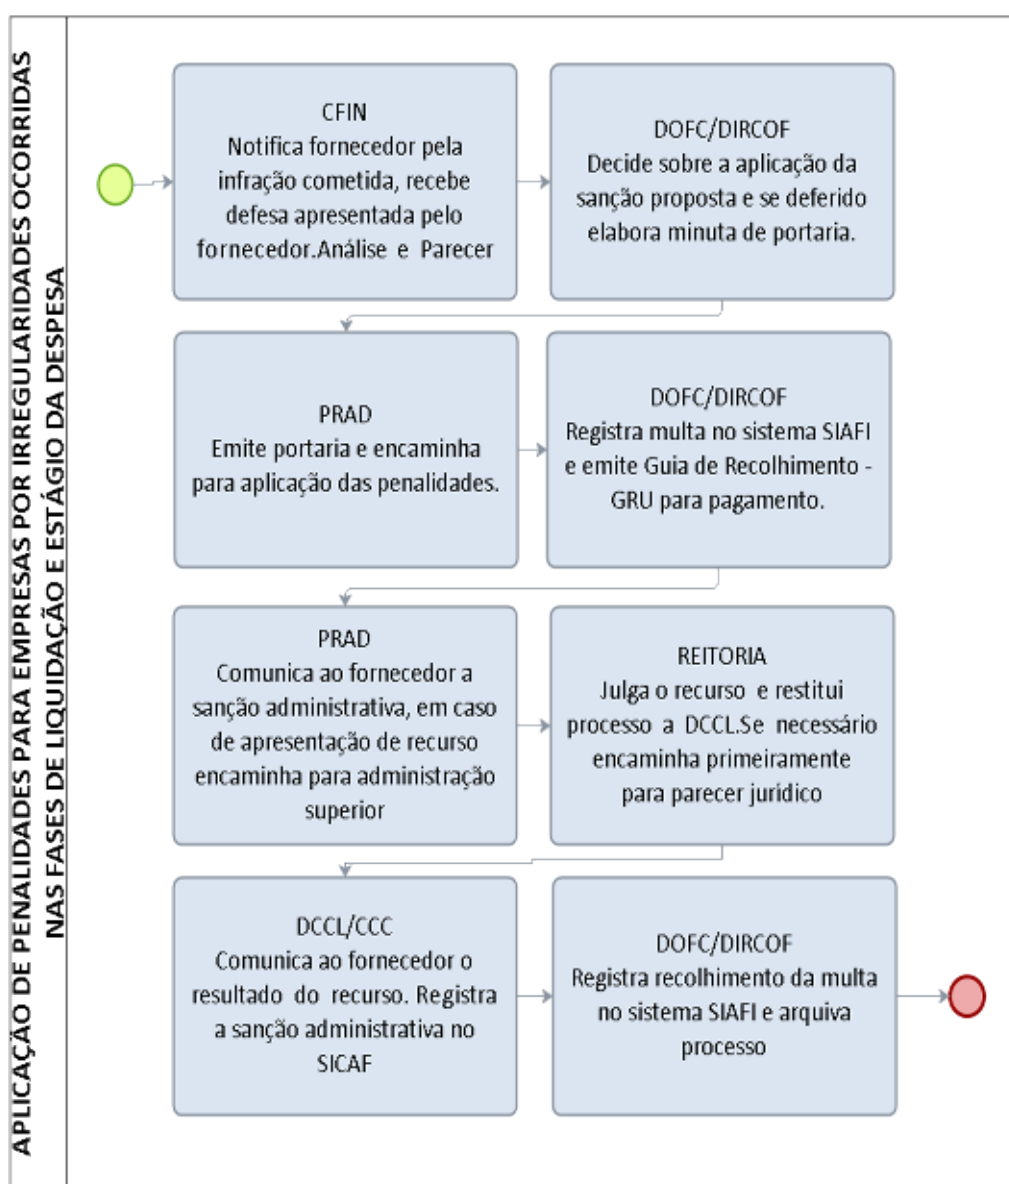 APLICAÇÃO DE PENALIDADES PARA EMPRESAS POR IRREGULARIDADES OCORRIDAS
NAS FASES DE LIQUIDAÇÃO E ESTÁGIO DA DESPESA
CFIN
Notifica fornecedor pela
infração cometida, recebe
defesa apresentada pelo
fornecedor.Análise e Parecer
DOFC/DIRCOF
Decide sobre a aplicação da
sanção proposta e se deferido
elabora minuta de portaria.
PRAD
Emite portaria e encaminha
para aplicação das penalidades.
DOFC/DIRCOF
Registra multa no sistema SIAFI
e emite Guia de Recolhimento -
GRU para pagamento.
PRAD
Comunica ao fornecedor a
sanção administrativa, em caso
de apresentação de recurso
encaminha para administração
superior
REITORIA
Julga o recurso e restitui
processo a DCCL.Se necessário
encaminha primeiramente
para parecer jurídico
DCCL/CCC
Comunica ao fornecedor o
resultado do recurso. Registra
a sanção administrativa no
SICAF
DOFC/DIRCOF
Registra recolhimento da multa
no sistema SIAFI e arquiva
processo